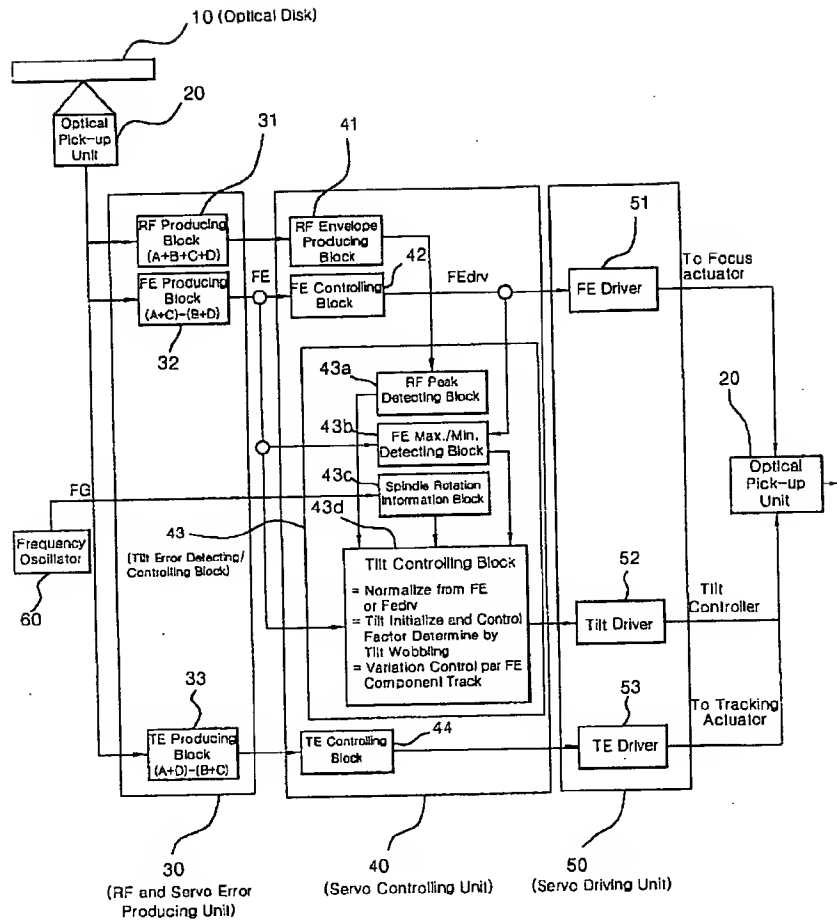 10 (Optical Disk)
20
Optical
Pick-up
Unit
31
RF Producing
Block
(A+B+C+D)
FE Producing
Block
(A+C)-(B+D)
32
FE
41
RF Envelope
Producing
Block
42
FE Controlling
Block
FEdrv
51
FE Driver
To Focus
actuator
43a
RF Peak
Detecting Block
43b
FE Max./Min.
Detecting Block
43c
Spindle Rotation
Information Block
43d
43
(Tilt Error Detecting/
Controlling Block)
FG
Frequency
Oscillator
60
Tilt Controlling Block
= Normalize from FE
or Fedrv
= Tilt Initialize and Control
Factor Determine by
Tilt Wobbling
= Variation Control par FE
Component Track
52
Tilt Driver
Tilt
Controller
20
Optical
Pick-up
Unit
33
TE Producing
Block
(A+D)-(B+C)
44
TE Controlling
Block
53
TE Driver
To Tracking
Actuator
30
(RF and Servo Error
Producing Unit)
40
(Servo Controlling Unit)
50
(Servo Driving Unit)